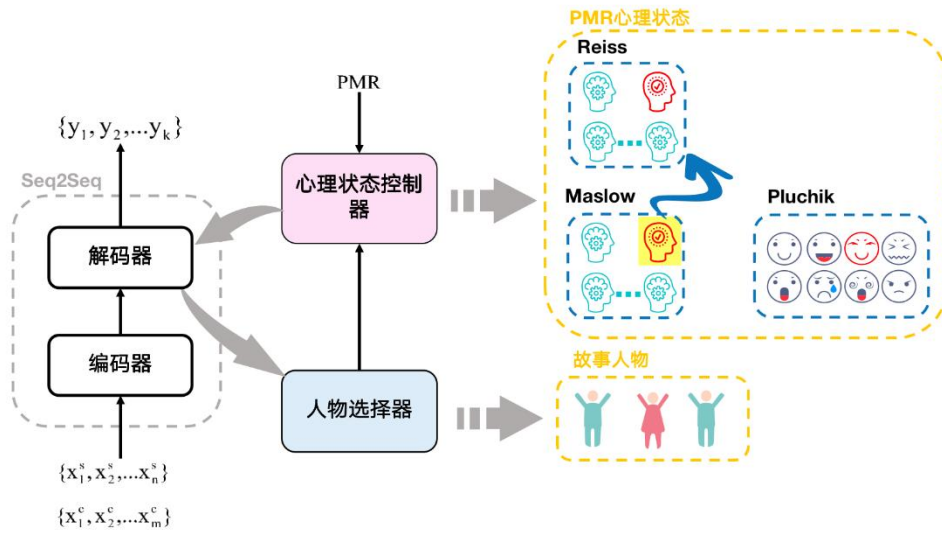 PMR心理状态
Reiss
PMR
{y₁, y₂,...yₖ}
Seq2Seq
心理状态控制
器
Maslow
Pluchik
解码器
编码器
故事人物
人物选择器
{x₁ˢ, x₂ˢ,...xₙˢ}
{x₁ᶜ, x₂ᶜ,...xₘᶜ}